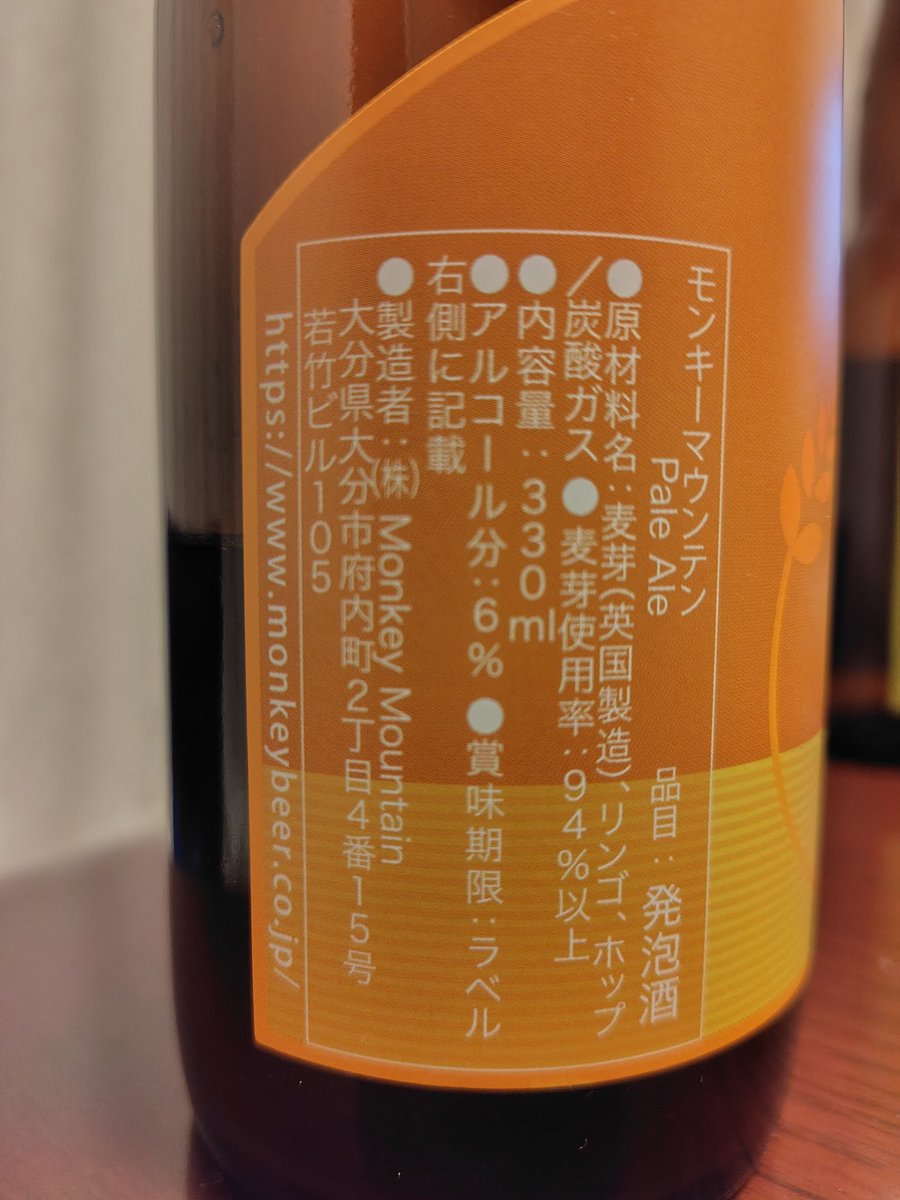 モンキーマウンテン
Pale Ale 品目：発泡酒
●原材料名：麦芽（英国製造）、リンゴ、ホップ
／炭酸ガス ●麦芽使用率：94％以上
●内容量：330ml
●アルコール分：6％ ●賞味期限：ラベル
右側に記載
●製造者：㈱ Monkey Mountain
大分県大分市府内町2丁目4番15号
若竹ビル105
https://www.monkeybeer.co.jp/